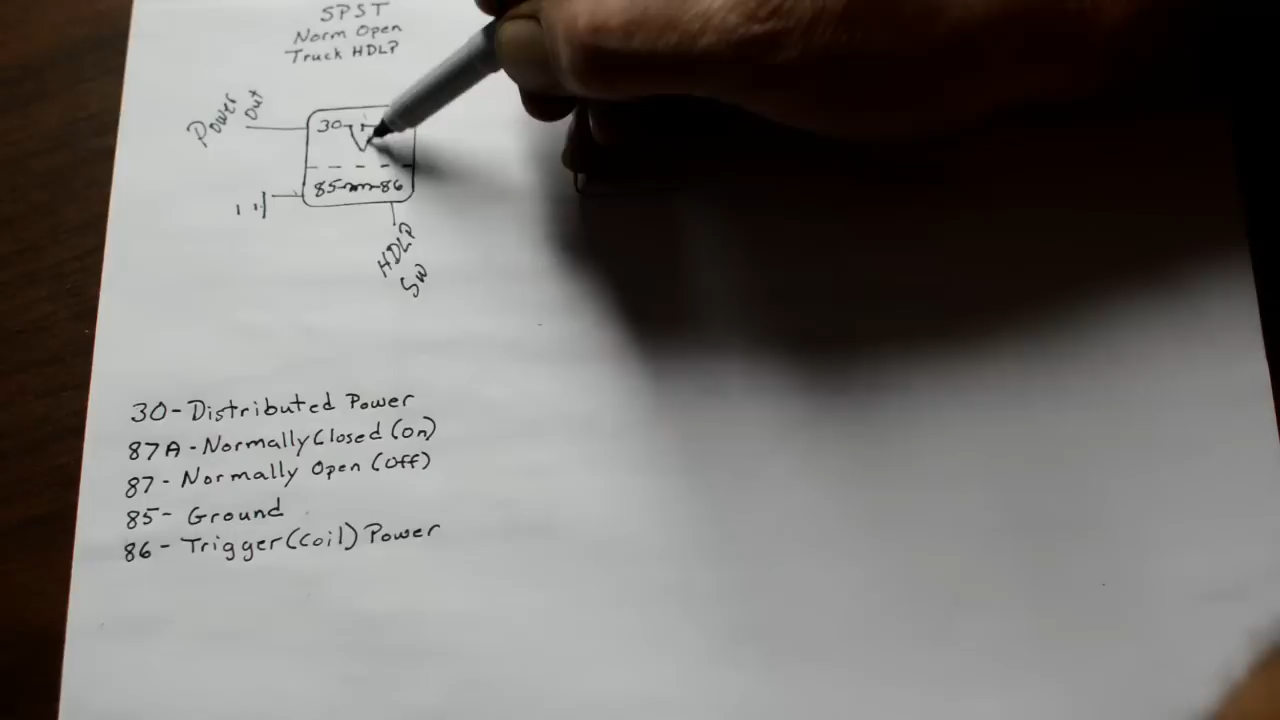 SPST
Norm Open
Truck HDLP
Power Out
30
85 86
HDLP
SW
30-Distributed Power
87A-Normally Closed (on)
87-Normally Open (off)
85- Ground
86-Trigger(coil) Power